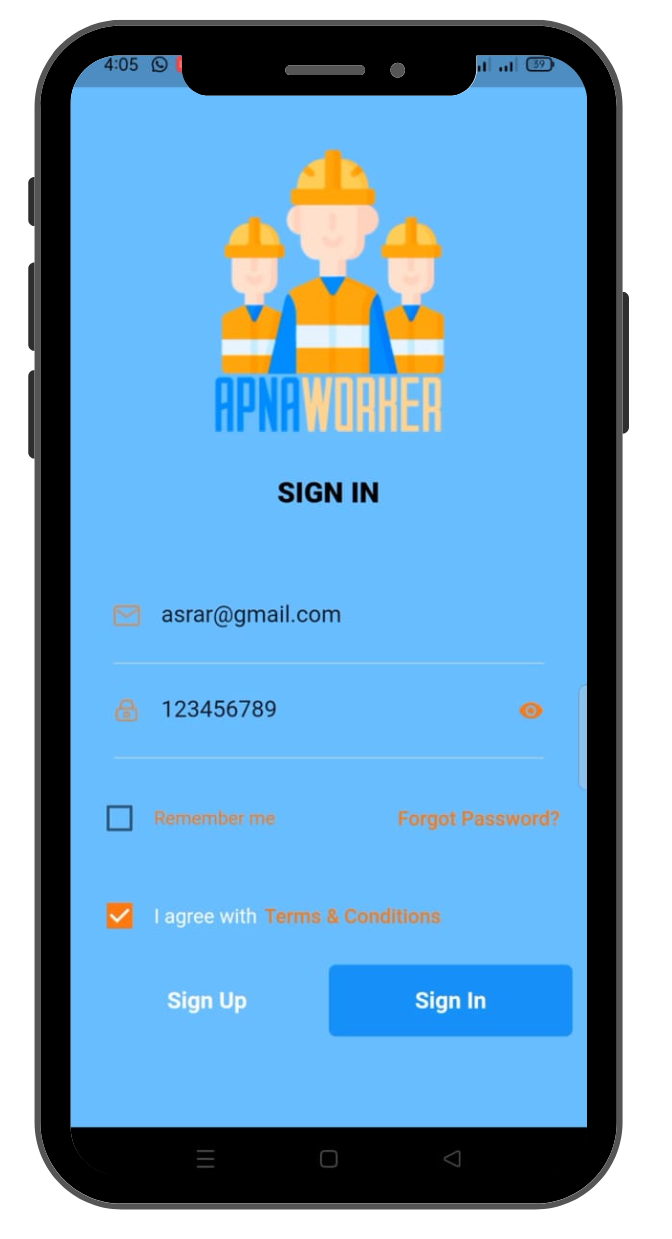 4:05 39
APNAWORKER
SIGN IN
asrar@gmail.com
123456789
Remember me Forgot Password?
I agree with Terms & Conditions
Sign Up Sign In